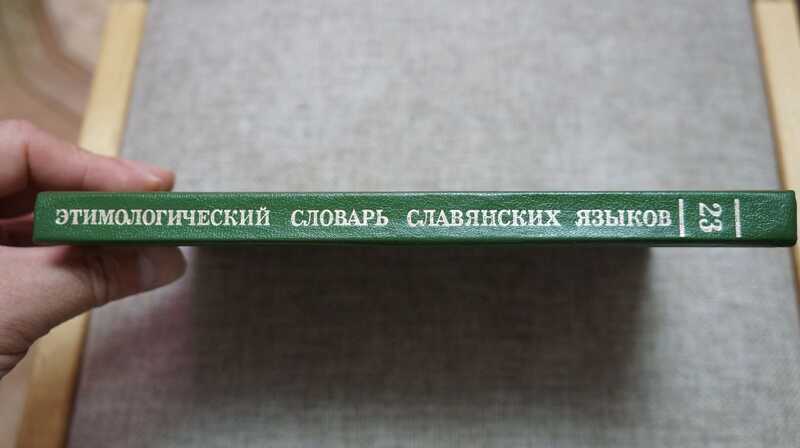 ЭТИМОЛОГИЧЕСКИЙ СЛОВАРЬ СЛАВЯНСКИХ ЯЗЫКОВ
23